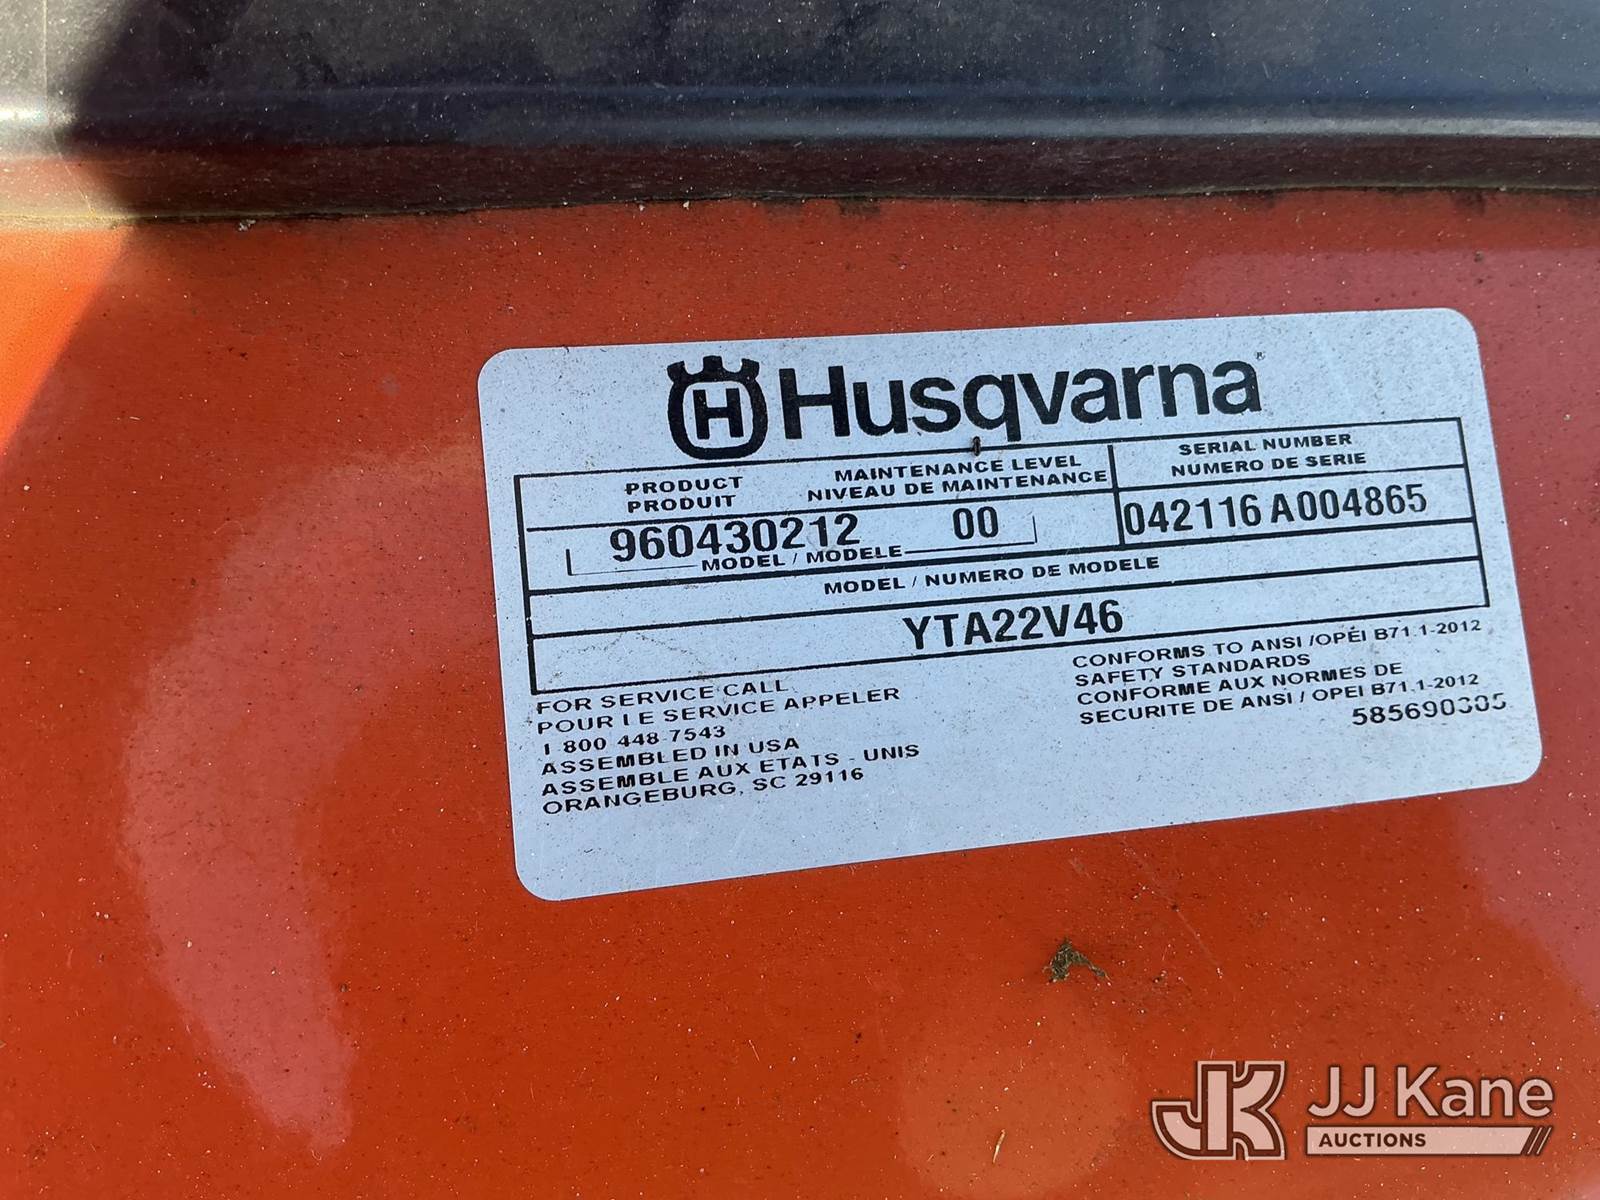 H Husqvarna®
PRODUCT
PRODUIT
MAINTENANCE LEVEL
NIVEAU DE MAINTENANCE
SERIAL NUMBER
NUMERO DE SERIE
960430212 00
MODEL / MODELE
042116 A004865
MODEL / NUMERO DE MODELE
YTA22V46
FOR SERVICE CALL
POUR LE SERVICE APPELER
1 800 448 7543
ASSEMBLED IN USA
ASSEMBLE AUX ETATS - UNIS
ORANGEBURG, SC 29116
CONFORMS TO ANSI /OPEI B71.1-2012
SAFETY STANDARDS
CONFORME AUX NORMES DE
SECURITE DE ANSI / OPEI B71.1-2012
585690305
JK JJ Kane
AUCTIONS